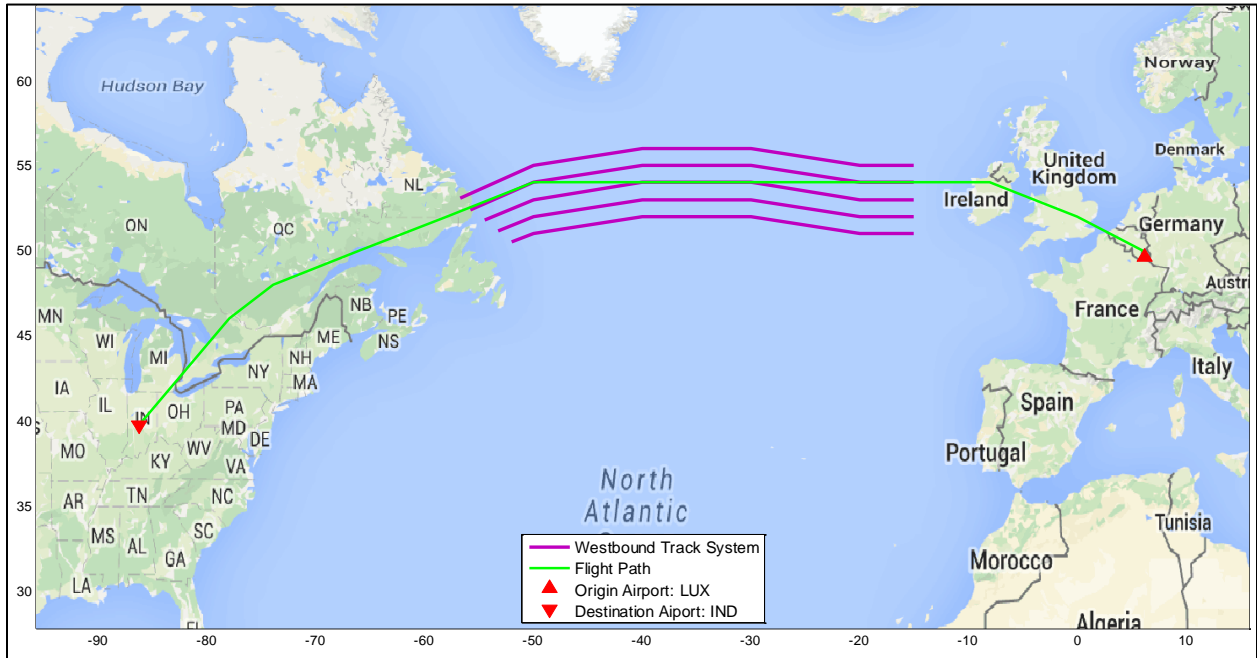 60
55
50
45
40
35
30
-90
-80
-70
-60
-50
-40
-30
-20
-10
0
10
Hudson Bay
Norway
Denmark
United
Kingdom
Ireland
Germany
France
Austri
Italy
Spain
Portugal
Tunisia
Morocco
Algeria
NL
ON
QC
NB
PE
NS
ME
MN
WI
MI
NH
NY
MA
IA
IL
IN
OH
PA
MD
DE
MO
WV
KY
VA
TN
NC
AR
SC
MS
AL
GA
LA
North
Atlantic
Westbound Track System
Flight Path
Origin Airport: LUX
Destination Aiport: IND